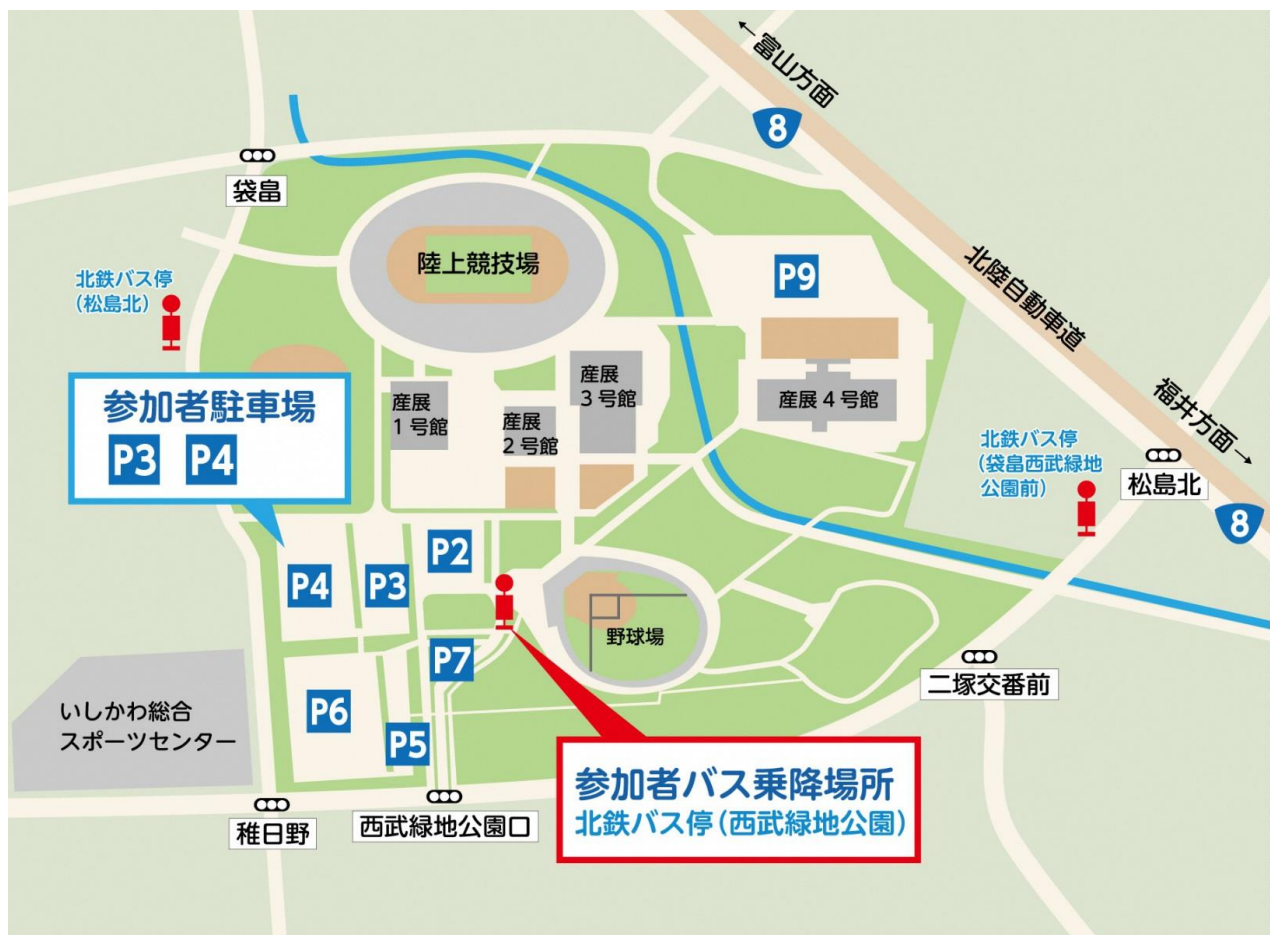 ←富山方面
8
袋畠
陸上競技場
P9
北陸自動車道
北鉄バス停
(松島北)
産展
1号館
産展
2号館
産展
3号館
産展4号館
福井方面→
参加者駐車場
P3 P4
北鉄バス停
(袋畠西武緑地
公園前)
松島北
8
P2
P4
P3
野球場
P7
二塚交番前
いしかわ総合
スポーツセンター
P6
P5
参加者バス乗降場所
北鉄バス停(西武緑地公園)
稚日野
西武緑地公園口